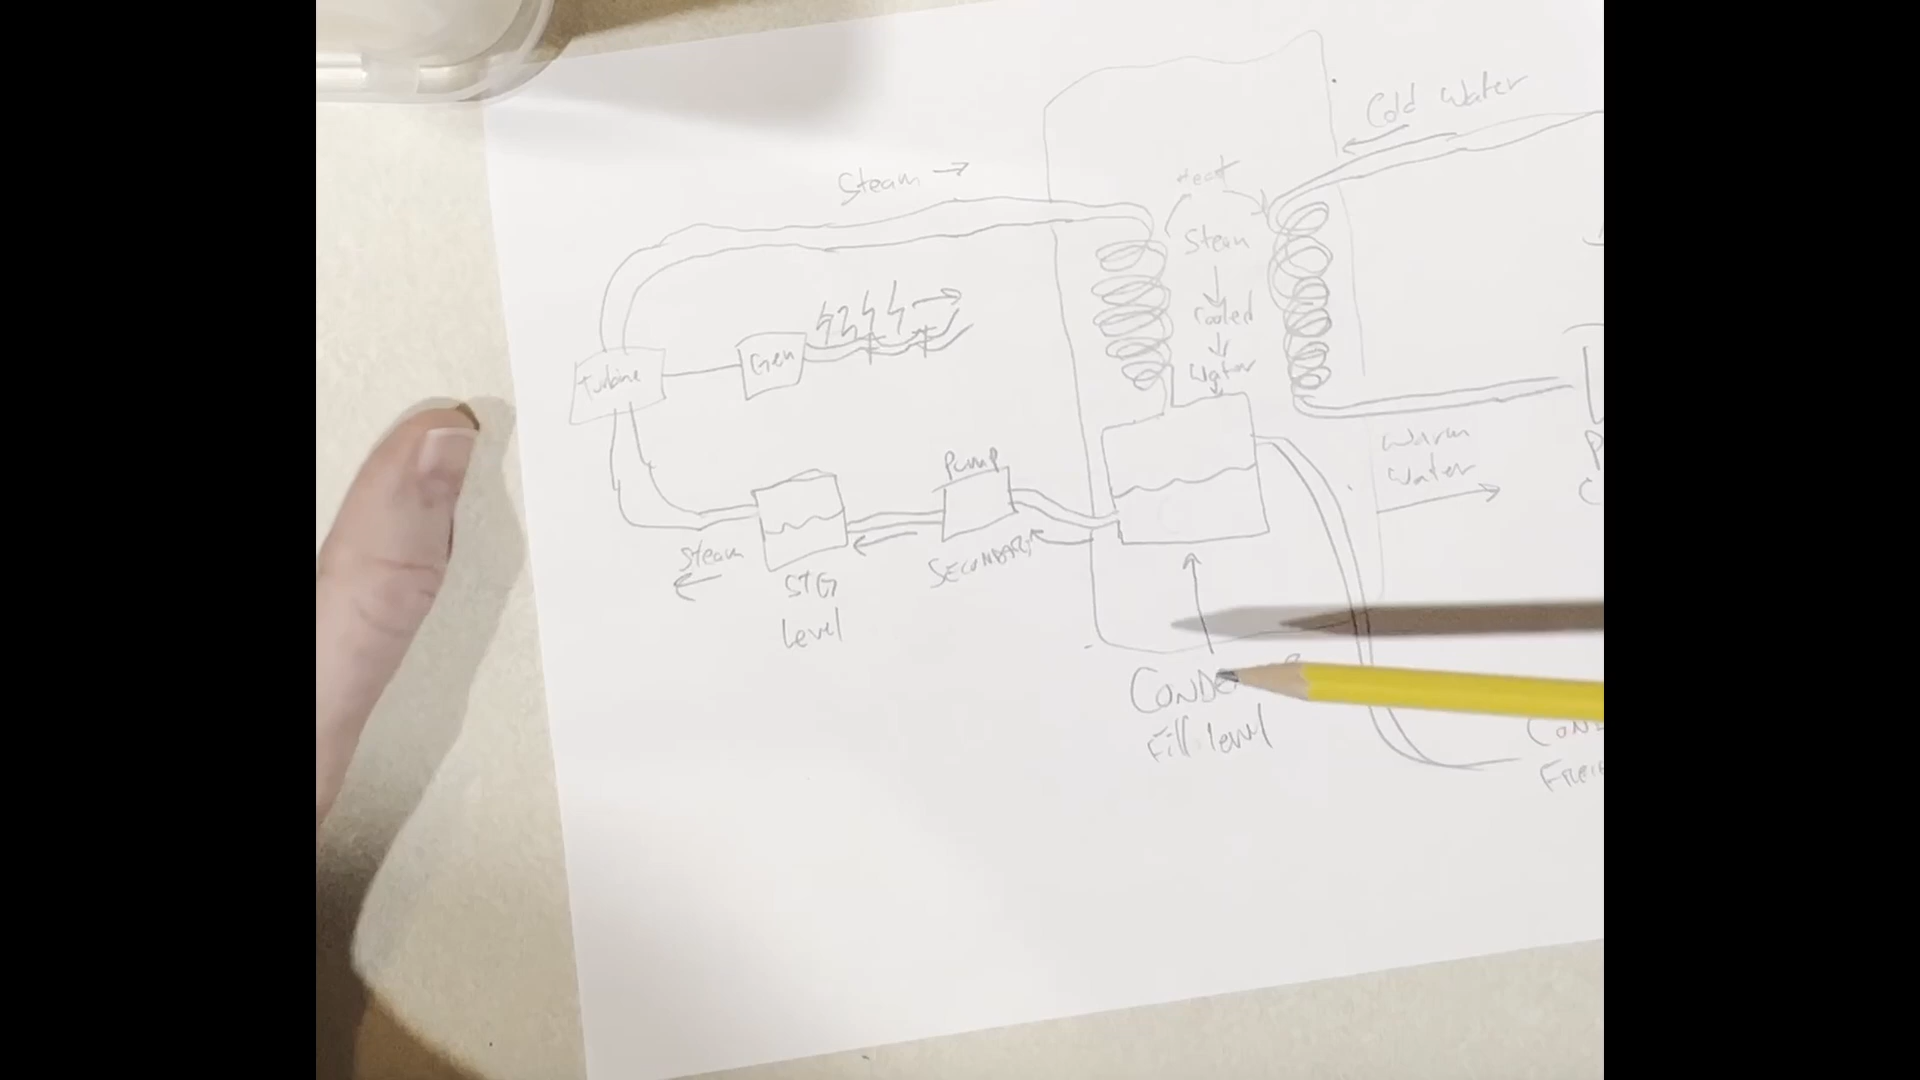 Cold Water
Steam
Heat
Steam
cooled
water
Turbine
Gen
Pump
Warm
Water
Steam
STG
Level
SECONDARY
Fill level